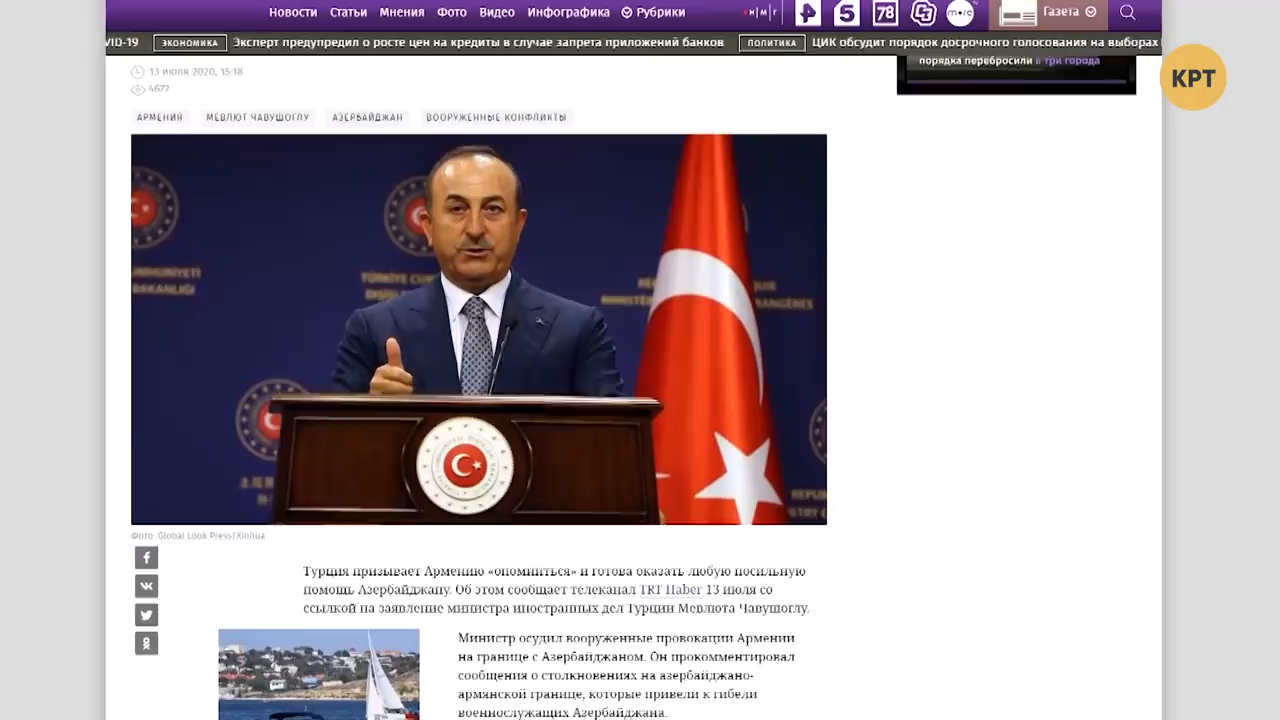 Новости Статьи Мнения Фото Видео Инфографика Рубрики
НМГ 5 78 Газета
VID-19 ЭКОНОМИКА Эксперт предупредил о росте цен на кредиты в случае запрета приложений банков ПОЛИТИКА ЦИК обсудит порядок досрочного голосования на выборах
13 июля 2020, 15:18
4677
порядка перебросили в три города
КРТ
АРМЕНИЯ МЕВЛЮТ ЧАВУШОГЛУ АЗЕРБАЙДЖАН ВООРУЖЕННЫЕ КОНФЛИКТЫ
Фото: Global Look Press/Xinhua
Турция призывает Армению «опомниться» и готова оказать любую посильную
помощь Азербайджану. Об этом сообщает телеканал TRT Haber 13 июля со
ссылкой на заявление министра иностранных дел Турции Мевлюта Чавушоглу.
Министр осудил вооруженные провокации Армении
на границе с Азербайджаном. Он прокомментировал
сообщения о столкновениях на азербайджано-
армянской границе, которые привели к гибели
военнослужащих Азербайджана.